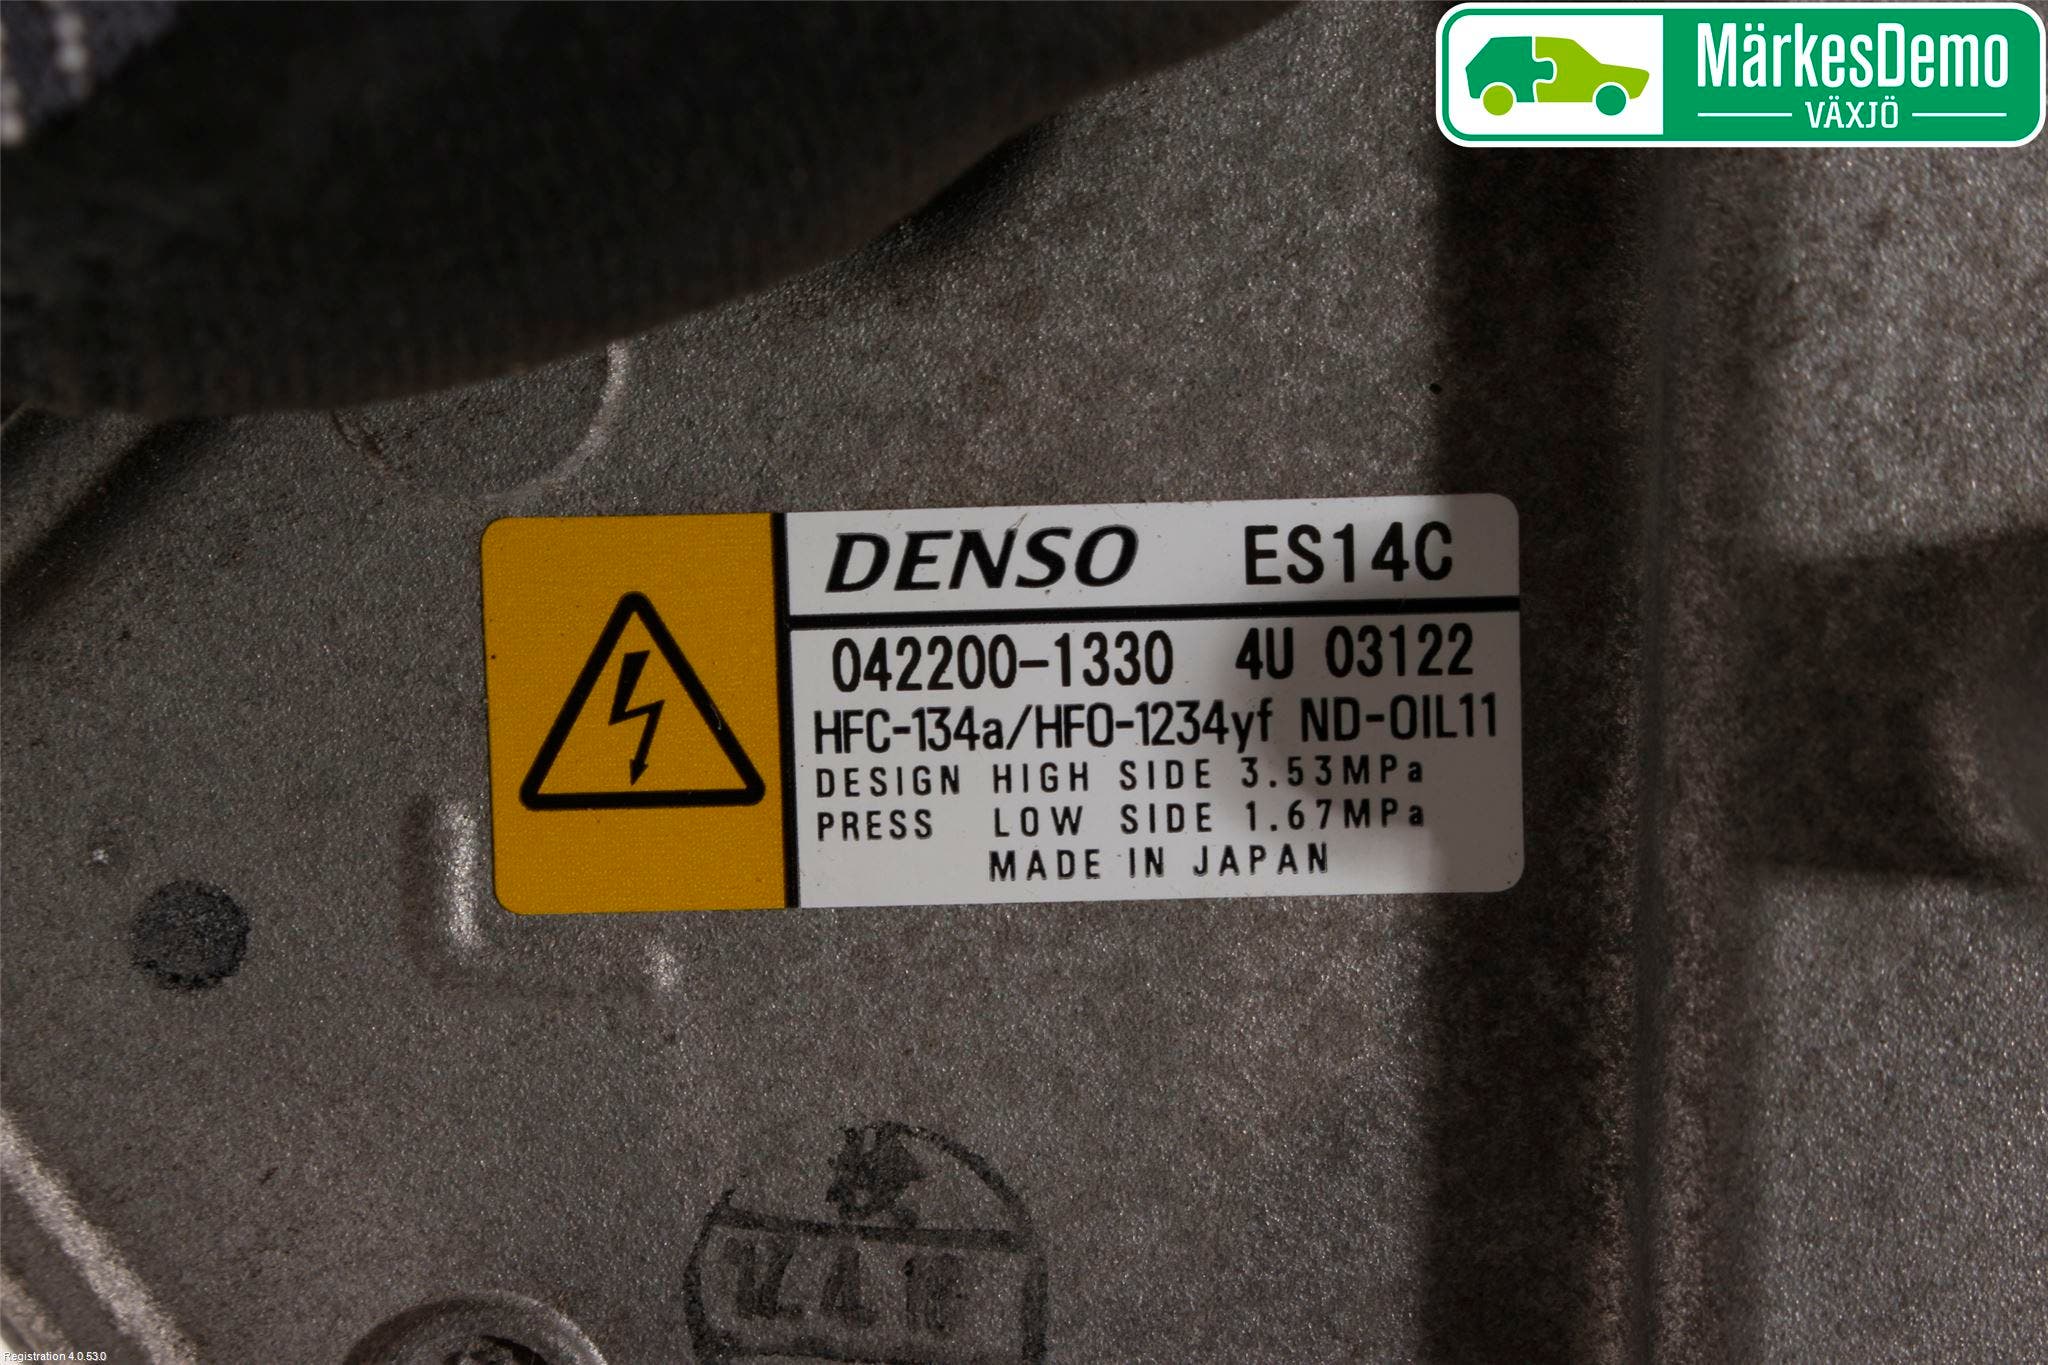 MärkesDemo
VÄXJÖ
DENSO ES14C
042200-1330 4U 03122
HFC-134a/HFO-1234yf ND-OIL11
DESIGN HIGH SIDE 3.53MPa
PRESS LOW SIDE 1.67MPa
MADE IN JAPAN
Registration 4.0.53.0